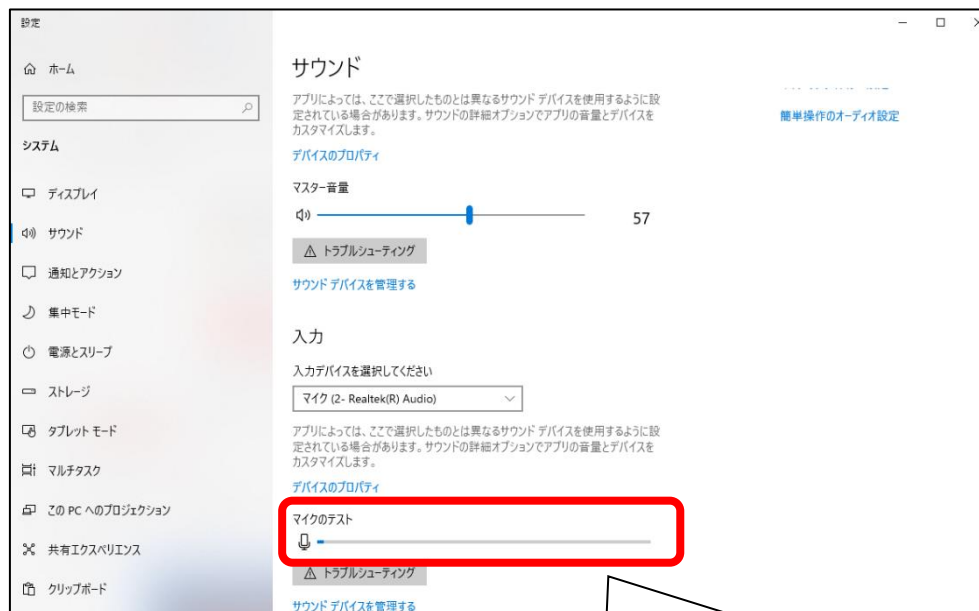 設定
ホーム
設定の検索
システム
ディスプレイ
サウンド
通知とアクション
集中モード
電源とスリープ
ストレージ
タブレット モード
マルチタスク
この PC へのプロジェクション
共有エクスペリエンス
クリップボード
サウンド
アプリによっては、ここで選択したものとは異なるサウンド デバイスを使用するように設
定されている場合があります。サウンドの詳細オプションでアプリの音量とデバイスを
カスタマイズします。
デバイスのプロパティ
マスター音量
57
トラブルシューティング
サウンド デバイスを管理する
入力
入力デバイスを選択してください
マイク (2- Realtek(R) Audio)
アプリによっては、ここで選択したものとは異なるサウンド デバイスを使用するように設
定されている場合があります。サウンドの詳細オプションでアプリの音量とデバイスを
カスタマイズします。
デバイスのプロパティ
マイクのテスト
トラブルシューティング
サウンド デバイスを管理する
簡単操作のオーディオ設定